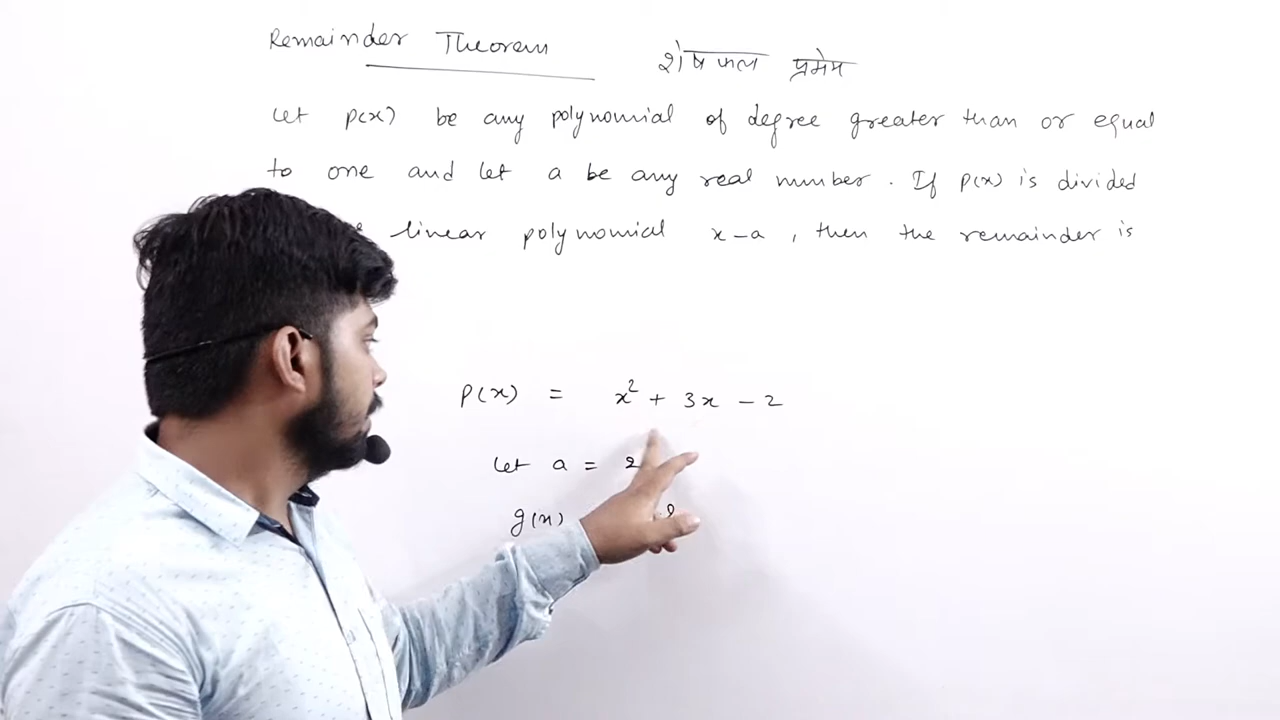 Remainder Theorem शेषफल प्रमेय
Let p(x) be any polynomial of degree greater than or equal
to one and let a be any real number. If p(x) is divided
linear polynomial x-a, then the remainder is
p(x) = x² + 3x - 2
Let a = 2
g(x)